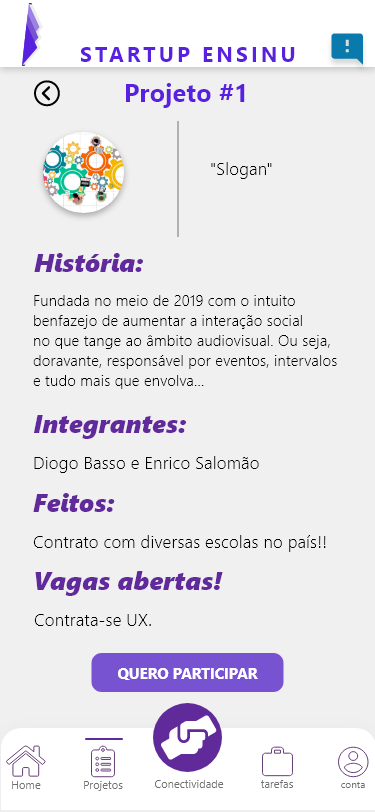 STARTUP ENSINU
Projeto #1
"Slogan"
História:
Fundada no meio de 2019 com o intuito
benfazejo de aumentar a interação social
no que tange ao âmbito audiovisual. Ou seja,
doravante, responsável por eventos, intervalos
e tudo mais que envolva...
Integrantes:
Diogo Basso e Enrico Salomão
Feitos:
Contrato com diversas escolas no país!!
Vagas abertas!
Contrata-se UX.
QUERO PARTICIPAR
Home
Projetos
Conectividade
tarefas
conta